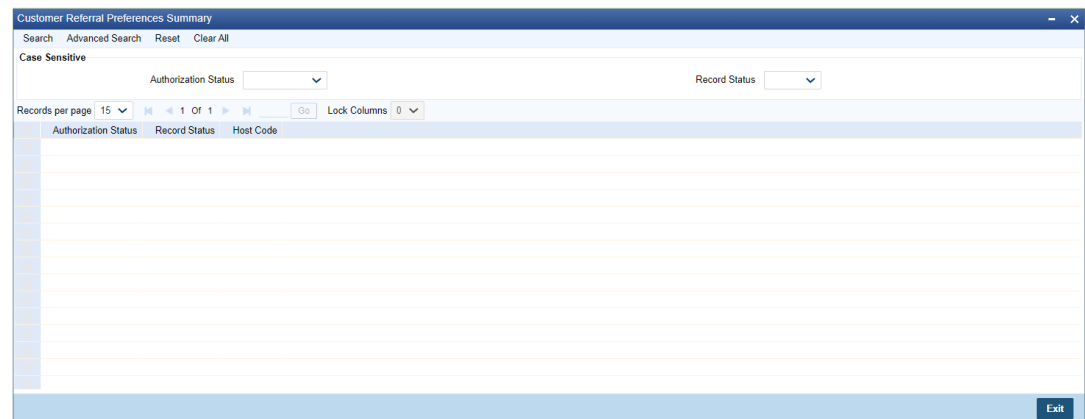 Customer Referral Preferences Summary
Search Advanced Search Reset Clear All
Case Sensitive
Authorization Status Record Status
Records per page 15 1 Of 1 Go Lock Columns 0
Authorization Status Record Status Host Code
Exit